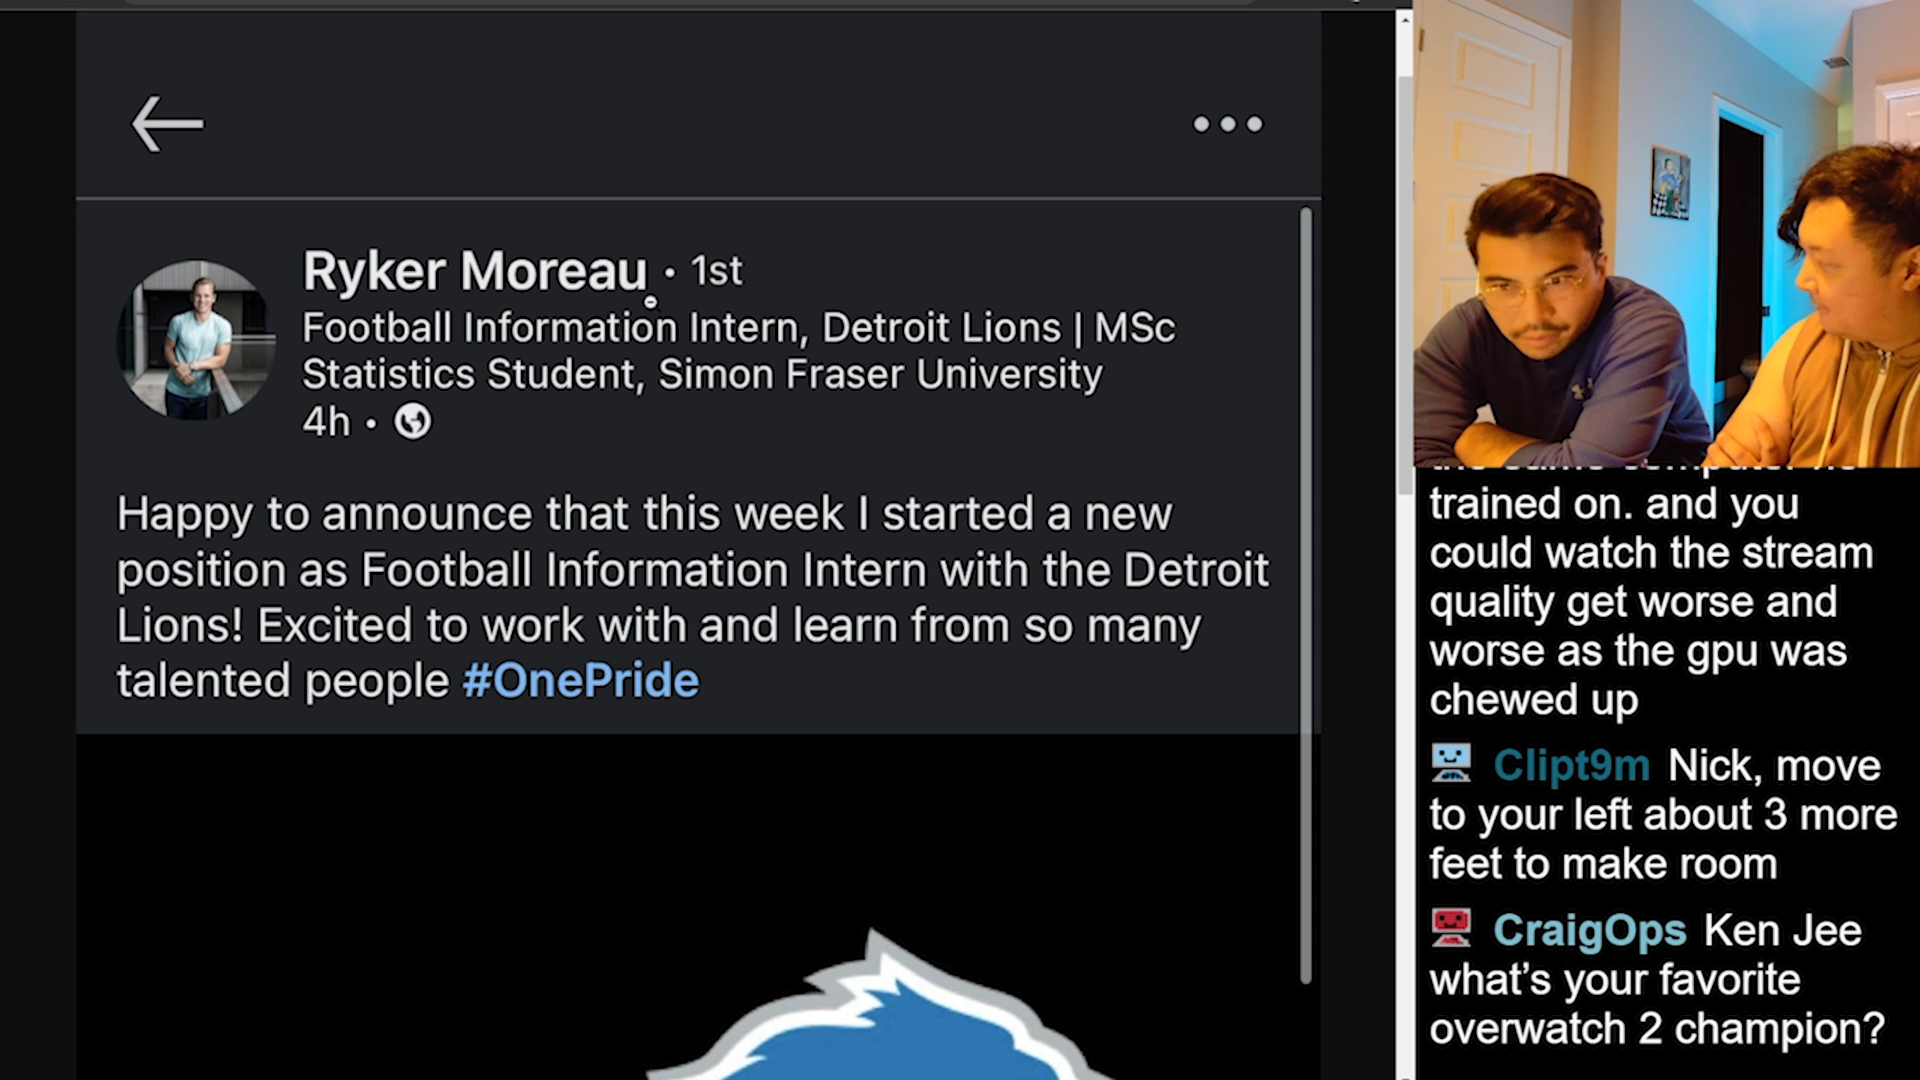 Ryker Moreau • 1st
Football Information Intern, Detroit Lions | MSc
Statistics Student, Simon Fraser University
4h •
Happy to announce that this week I started a new
position as Football Information Intern with the Detroit
Lions! Excited to work with and learn from so many
talented people #OnePride
trained on. and you
could watch the stream
quality get worse and
worse as the gpu was
chewed up
Clipt9m Nick, move
to your left about 3 more
feet to make room
CraigOps Ken Jee
what's your favorite
overwatch 2 champion?